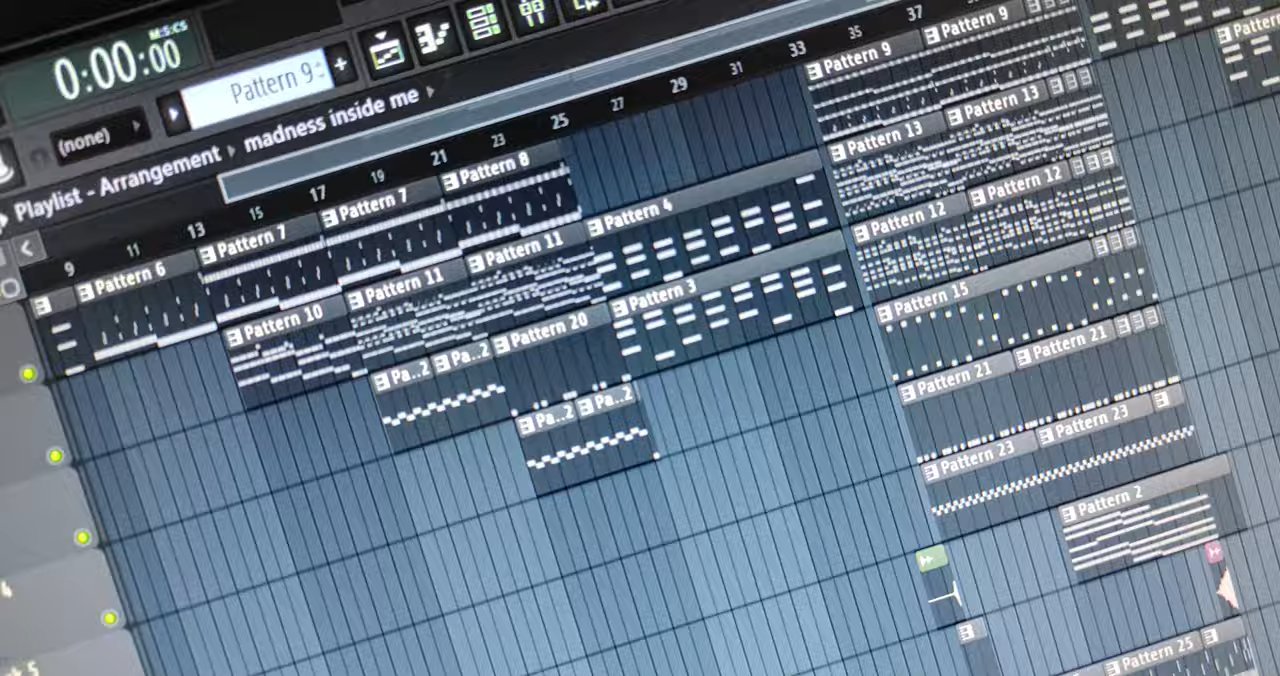 M:S:CS
0:00:00
Pattern 9
+
(none)
Playlist - Arrangement
madness inside me
9 11 13 15 17 19 21 23 25 27 29 31 33 35 37
Pattern 6
Pattern 7
Pattern 7
Pattern 8
Pattern 9
Pattern 9
Pattern 10
Pattern 11
Pattern 11
Pattern 4
Pattern 13
Pattern 13
Pa..2
Pa..2
Pattern 20
Pattern 3
Pattern 12
Pattern 12
Pa..2
Pa..2
Pattern 15
Pattern 21
Pattern 21
Pattern 23
Pattern 23
Pattern 2
Pattern 25
4
5